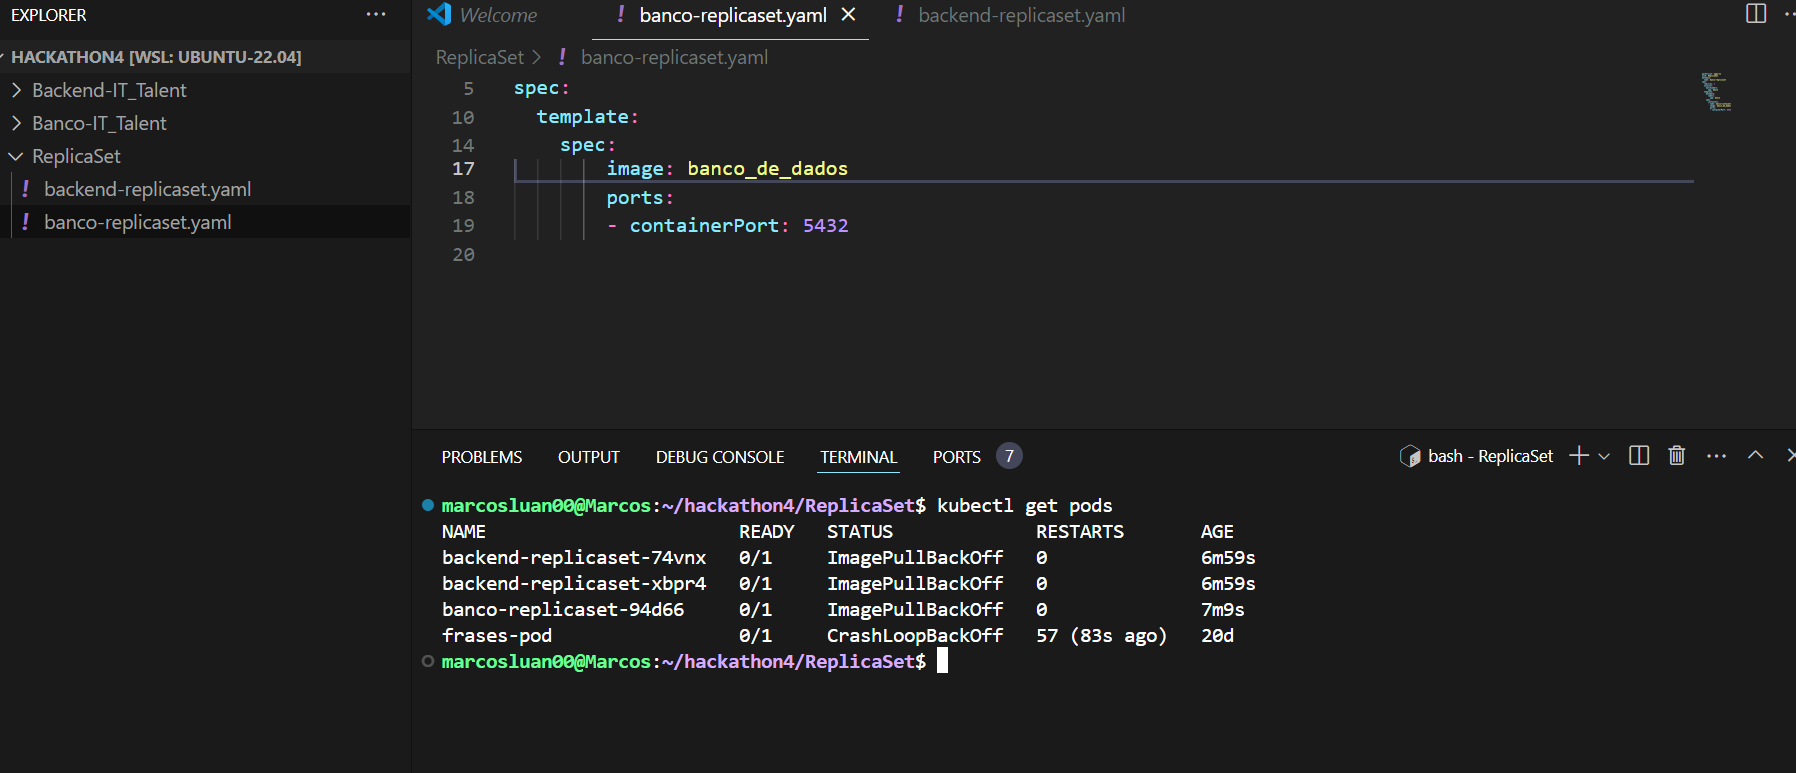 EXPLORER
HACKATHON4 [WSL: UBUNTU-22.04]
Backend-IT_Talent
Banco-IT_Talent
ReplicaSet
! backend-replicaset.yaml
! banco-replicaset.yaml
Welcome ! banco-replicaset.yaml ! backend-replicaset.yaml
ReplicaSet > ! banco-replicaset.yaml
5 spec:
10 template:
14 spec:
17 image: banco_de_dados
18 ports:
19 - containerPort: 5432
20
PROBLEMS OUTPUT DEBUG CONSOLE TERMINAL PORTS 7 bash - ReplicaSet
marcosluan00@Marcos:~/hackathon4/ReplicaSet$ kubectl get pods
NAME READY STATUS RESTARTS AGE
backend-replicaset-74vnx 0/1 ImagePullBackOff 0 6m59s
backend-replicaset-xbpr4 0/1 ImagePullBackOff 0 6m59s
banco-replicaset-94d66 0/1 ImagePullBackOff 0 7m9s
frases-pod 0/1 CrashLoopBackOff 57 (83s ago) 20d
marcosluan00@Marcos:~/hackathon4/ReplicaSet$